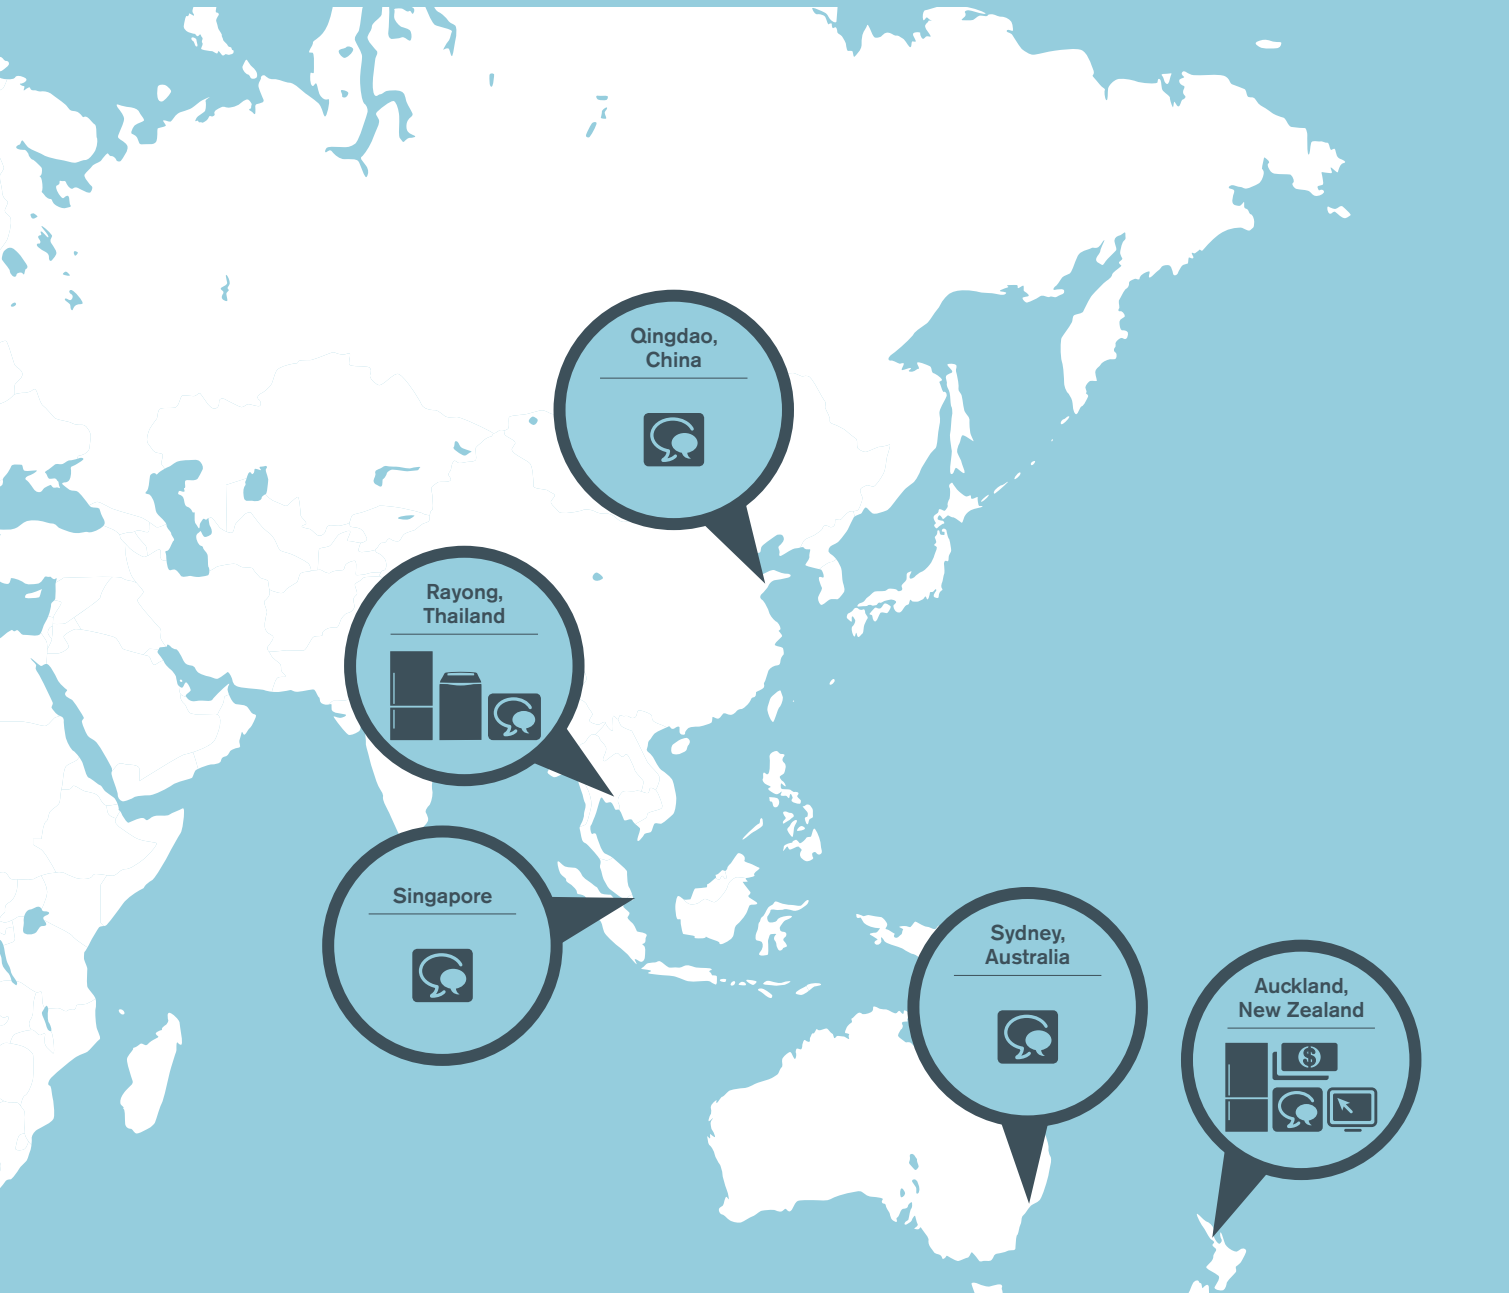 Qingdao,
China
Rayong,
Thailand
Singapore
Sydney,
Australia
Auckland,
New Zealand
$